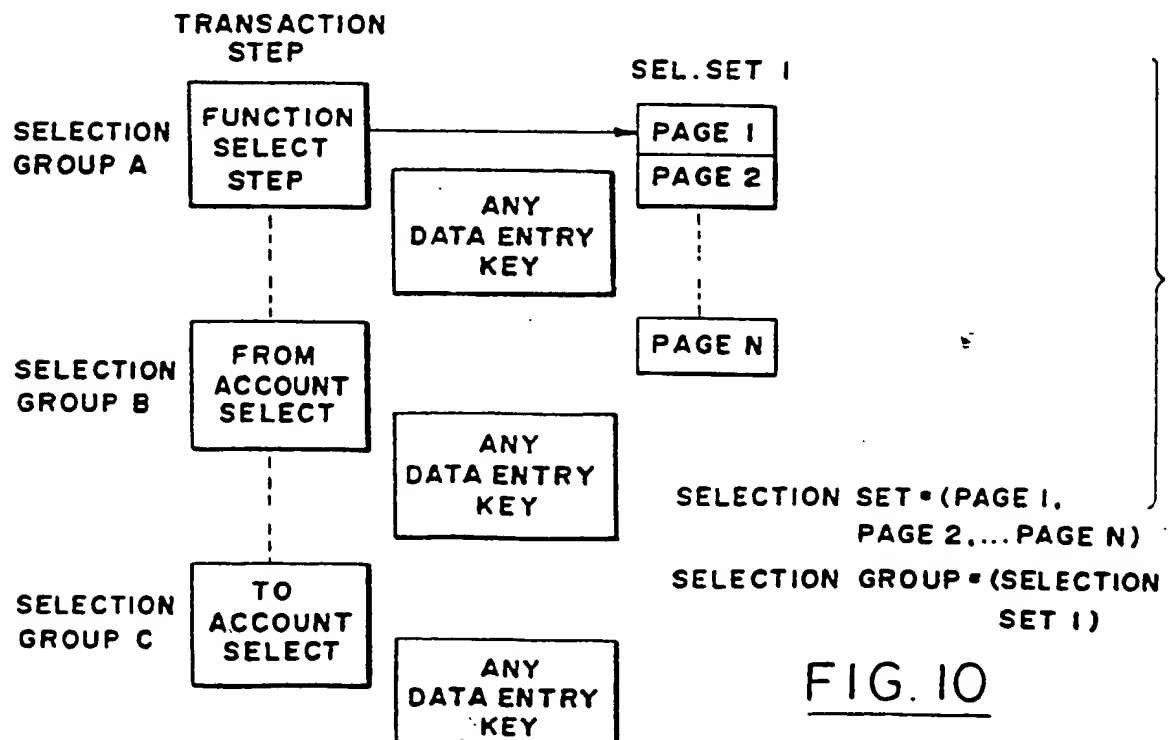 TRANSACTION
STEP
SEL. SET 1
SELECTION
GROUP A
FUNCTION
SELECT
STEP
PAGE 1
PAGE 2
ANY
DATA ENTRY
KEY
PAGE N
SELECTION
GROUP B
FROM
ACCOUNT
SELECT
ANY
DATA ENTRY
KEY
SELECTION SET = (PAGE 1,
PAGE 2,... PAGE N)
SELECTION GROUP = (SELECTION
SET 1)
SELECTION
GROUP C
TO
ACCOUNT
SELECT
ANY
DATA ENTRY
KEY
FIG. 10